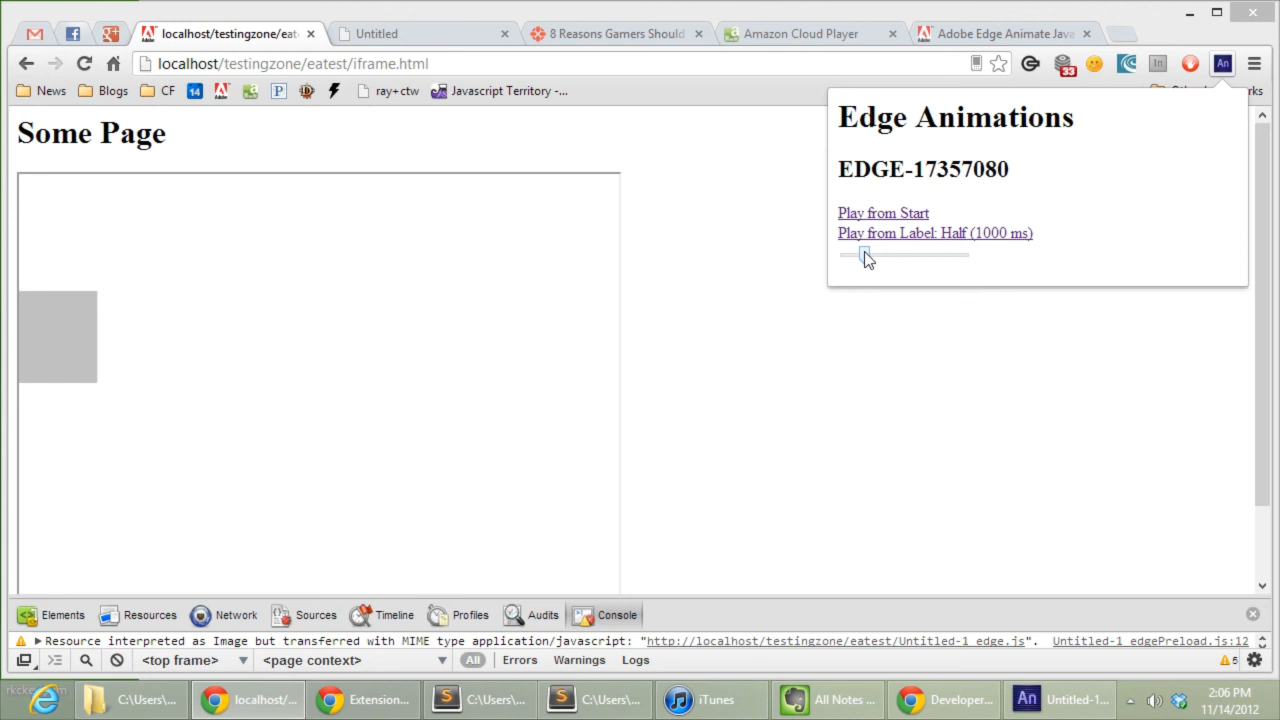 localhost/testingzone/eat
Untitled
8 Reasons Gamers Should
Amazon Cloud Player
Adobe Edge Animate Java
localhost/testingzone/eatest/iframe.html
In
33
An
News
Blogs
CF
14
P
ray+ctw
Javascript Territory -...
Some Page
Edge Animations
EDGE-17357080
Play from Start
Play from Label: Half (1000 ms)
Elements
Resources
Network
Sources
Timeline
Profiles
Audits
Console
Resource interpreted as Image but transferred with MIME type application/javascript: "http://localhost/testingzone/eatest/Untitled-1_edge.js".
Untitled-1_edgePreload.js:12
<top frame>
<page context>
All
Errors
Warnings
Logs
5
C:\Users\...
localhost/...
Extension...
C:\Users\...
C:\Users\...
iTunes
All Notes ...
Developer...
An
Untitled-1...
2:06 PM
11/14/2012